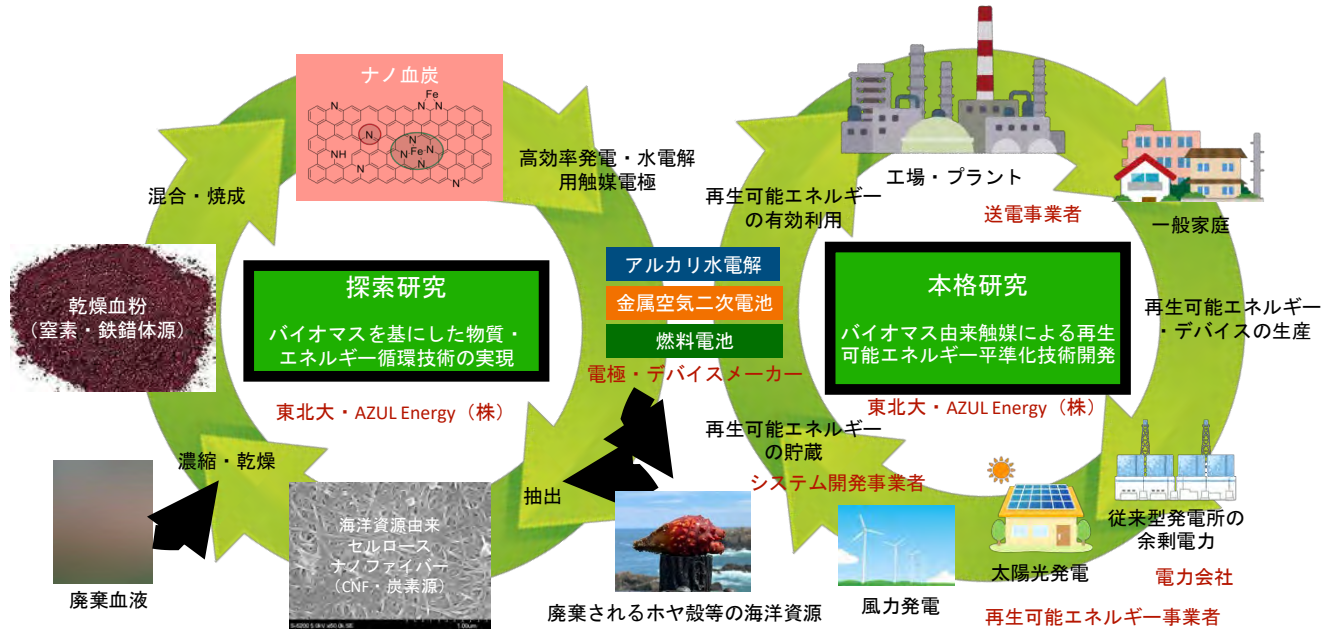 ナノ血炭
Fe
N
N
N
N
N
N
Fe
N
N
NH
N
N
混合・焼成
高効率発電・水電解
用触媒電極
乾燥血粉
（窒素・鉄錯体源）
探索研究
バイオマスを基にした物質・
エネルギー循環技術の実現
東北大・AZUL Energy（株）
濃縮・乾燥
廃棄血液
海洋資源由来
セルロース
ナノファイバー
（CNF・炭素源）
1.00um
抽出
廃棄されるホヤ殻等の海洋資源
アルカリ水電解
金属空気二次電池
燃料電池
電極・デバイスメーカー
再生可能エネルギー
の有効利用
工場・プラント
送電事業者
一般家庭
本格研究
バイオマス由来触媒による再生
可能エネルギー平準化技術開発
東北大・AZUL Energy（株）
再生可能エネルギー
・デバイスの生産
再生可能エネルギー
の貯蔵
システム開発事業者
風力発電
太陽光発電
従来型発電所の
余剰電力
電力会社
再生可能エネルギー事業者